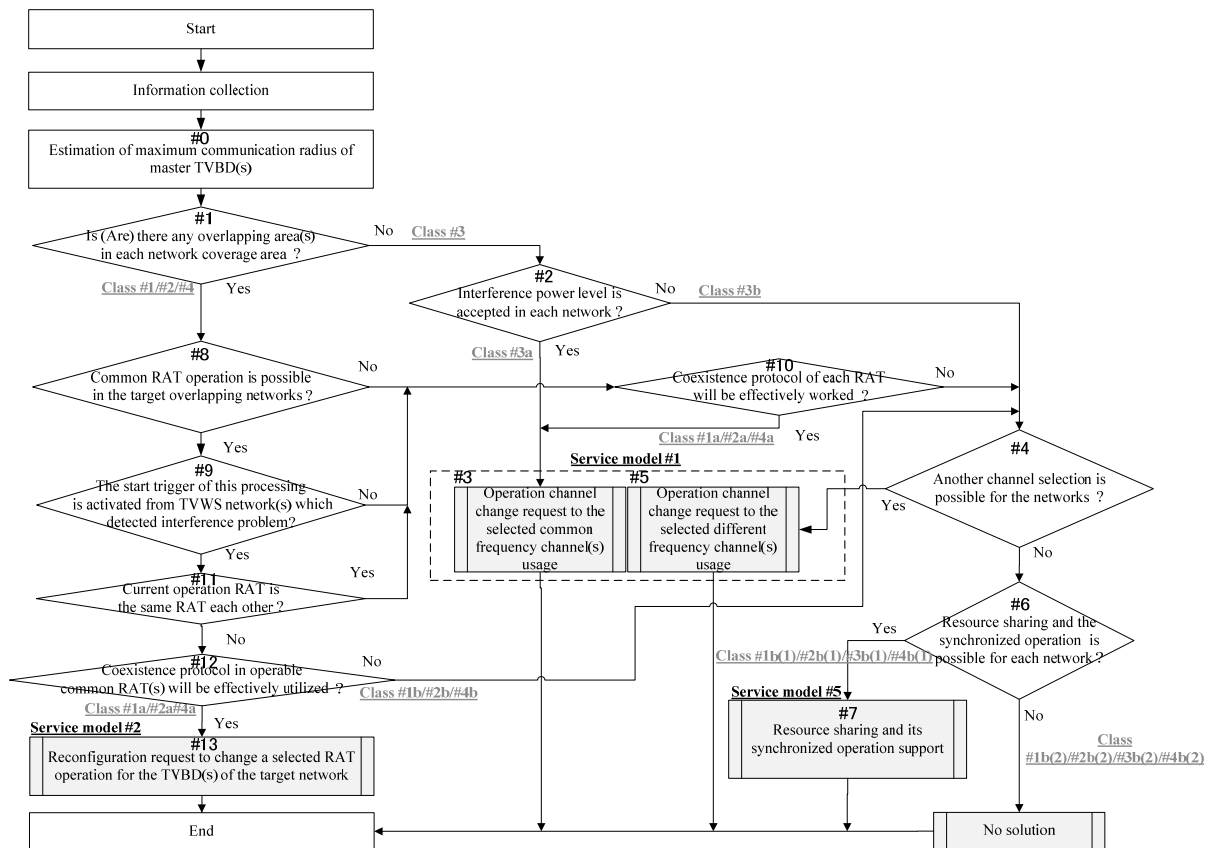 Start
Information collection
#0
Estimation of maximum communication radius of
master TVBD(s)
#1
Is (Are) there any overlapping area(s)
in each network coverage area ?
No
Class #3
Class #1/#2/#4
Yes
#2
Interference power level is
accepted in each network ?
No
Class #3b
Class #3a
Yes
#8
Common RAT operation is possible
in the target overlapping networks ?
No
Yes
#10
Coexistence protocol of each RAT
will be effectively worked ?
No
Class #1a/#2a/#4a
Yes
#9
The start trigger of this processing
is activated from TVWS network(s) which
detected interference problem?
No
Yes
Service model #1
#3
Operation channel
change request to the
selected common
frequency channel(s)
usage
#5
Operation channel
change request to the
selected different
frequency channel(s)
usage
#4
Another channel selection is
possible for the networks ?
Yes
No
#11
Current operation RAT is
the same RAT each other ?
Yes
No
#6
Resource sharing and the
synchronized operation is
possible for each network ?
Yes
Class #1b(1)/#2b(1)/#3b(1)/#4b(1)
No
#12
Coexistence protocol in operable
common RAT(s) will be effectively utilized ?
No
Class #1b/#2b/#4b
Class #1a/#2a#4a
Yes
Service model #5
#7
Resource sharing and its
synchronized operation support
Class
#1b(2)/#2b(2)/#3b(2)/#4b(2)
Service model #2
#13
Reconfiguration request to change a selected RAT
operation for the TVBD(s) of the target network
End
No solution